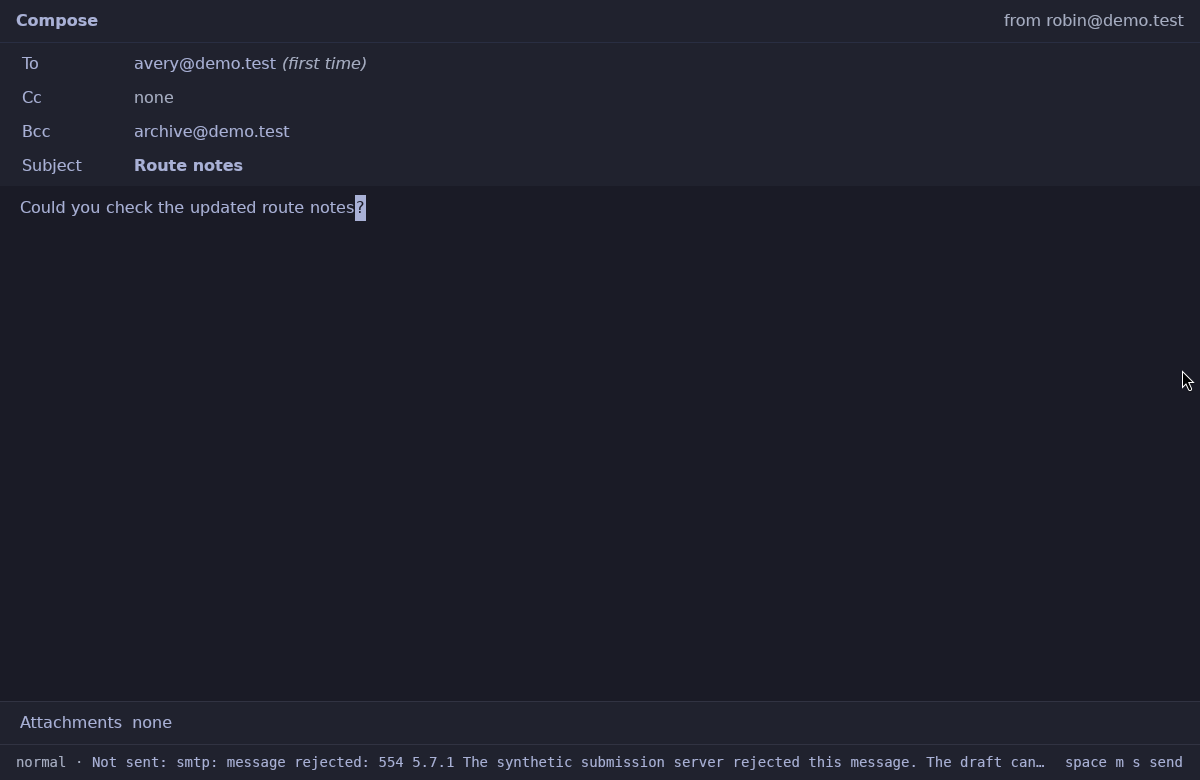 Compose from robin@demo.test
To avery@demo.test (first time)
Cc none
Bcc archive@demo.test
Subject Route notes
Could you check the updated route notes?
Attachments none
normal · Not sent: smtp: message rejected: 554 5.7.1 The synthetic submission server rejected this message. The draft can… space m s send